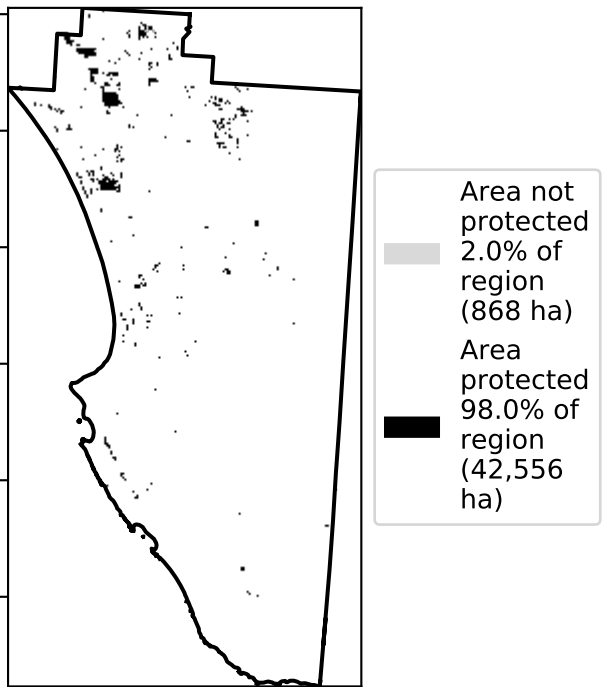 Area not
protected
2.0% of
region
(868 ha)
Area
protected
98.0% of
region
(42,556
ha)